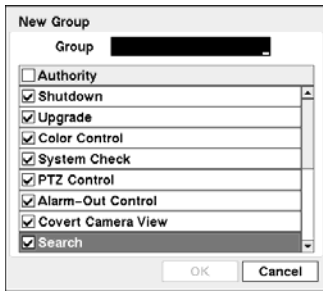 New Group
Group
Authority
Shutdown
Upgrade
Color Control
System Check
PTZ Control
Alarm-Out Control
Covert Camera View
Search
OK Cancel